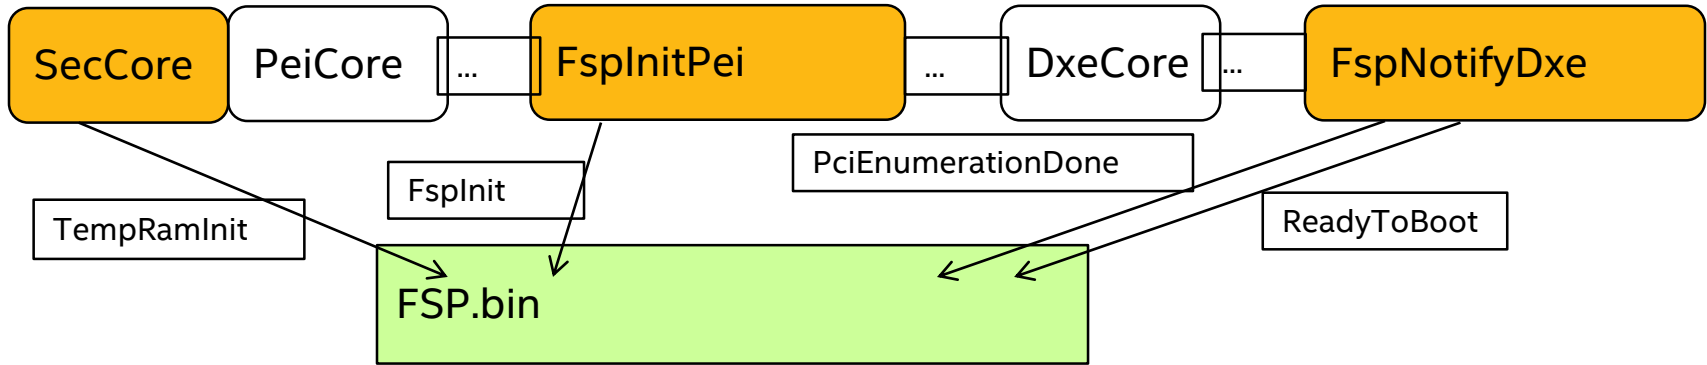 SecCore
PeiCore
...
FspInitPei
...
DxeCore
...
FspNotifyDxe
PciEnumerationDone
FspInit
TempRamInit
ReadyToBoot
FSP.bin